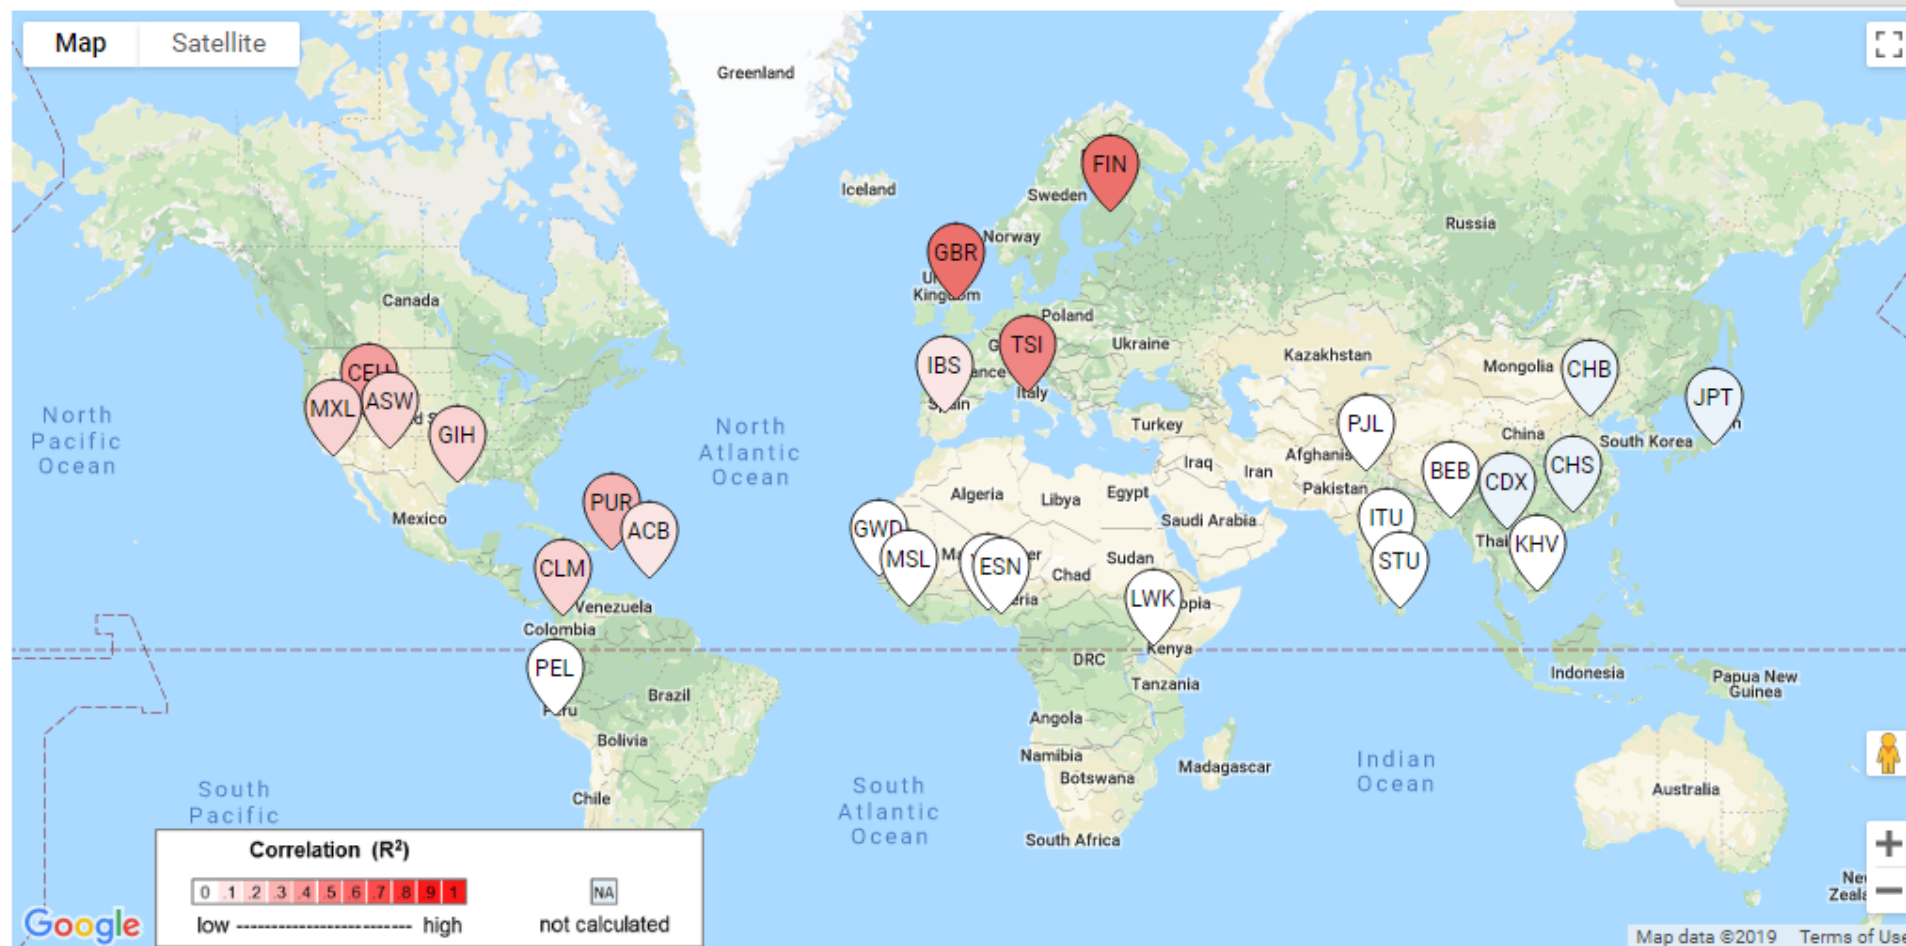 Map
Satellite
Greenland
Iceland
FIN
Sweden
Norway
GBR
Kingdom
Russia
Canada
Poland
TSI
Ukraine
IBS
Italy
Spain
Turkey
Kazakhstan
Mongolia
CHB
JPT
CEU
MXL
ASW
GIH
North
Pacific
Ocean
North
Atlantic
Ocean
PJL
China
South Korea
Iraq
Iran
Pakistan
BEB
CDX
CHS
Algeria
Libya
Egypt
Saudi Arabia
Mexico
PUR
ACB
GWD
MSL
ESN
Chad
Sudan
ITU
STU
KHV
CLM
Venezuela
Colombia
LWK
Kenya
PEL
Peru
Brazil
DRC
Tanzania
Indonesia
Papua New
Guinea
Angola
Bolivia
Namibia
Botswana
Madagascar
Indian
Ocean
South
Pacific
South
Atlantic
Ocean
Chile
Australia
South Africa
Correlation (R²)
0 .1 .2 .3 .4 .5 .6 .7 .8 .9 1
NA
low -------------------------- high
not calculated
Google
Map data ©2019 Terms of Use